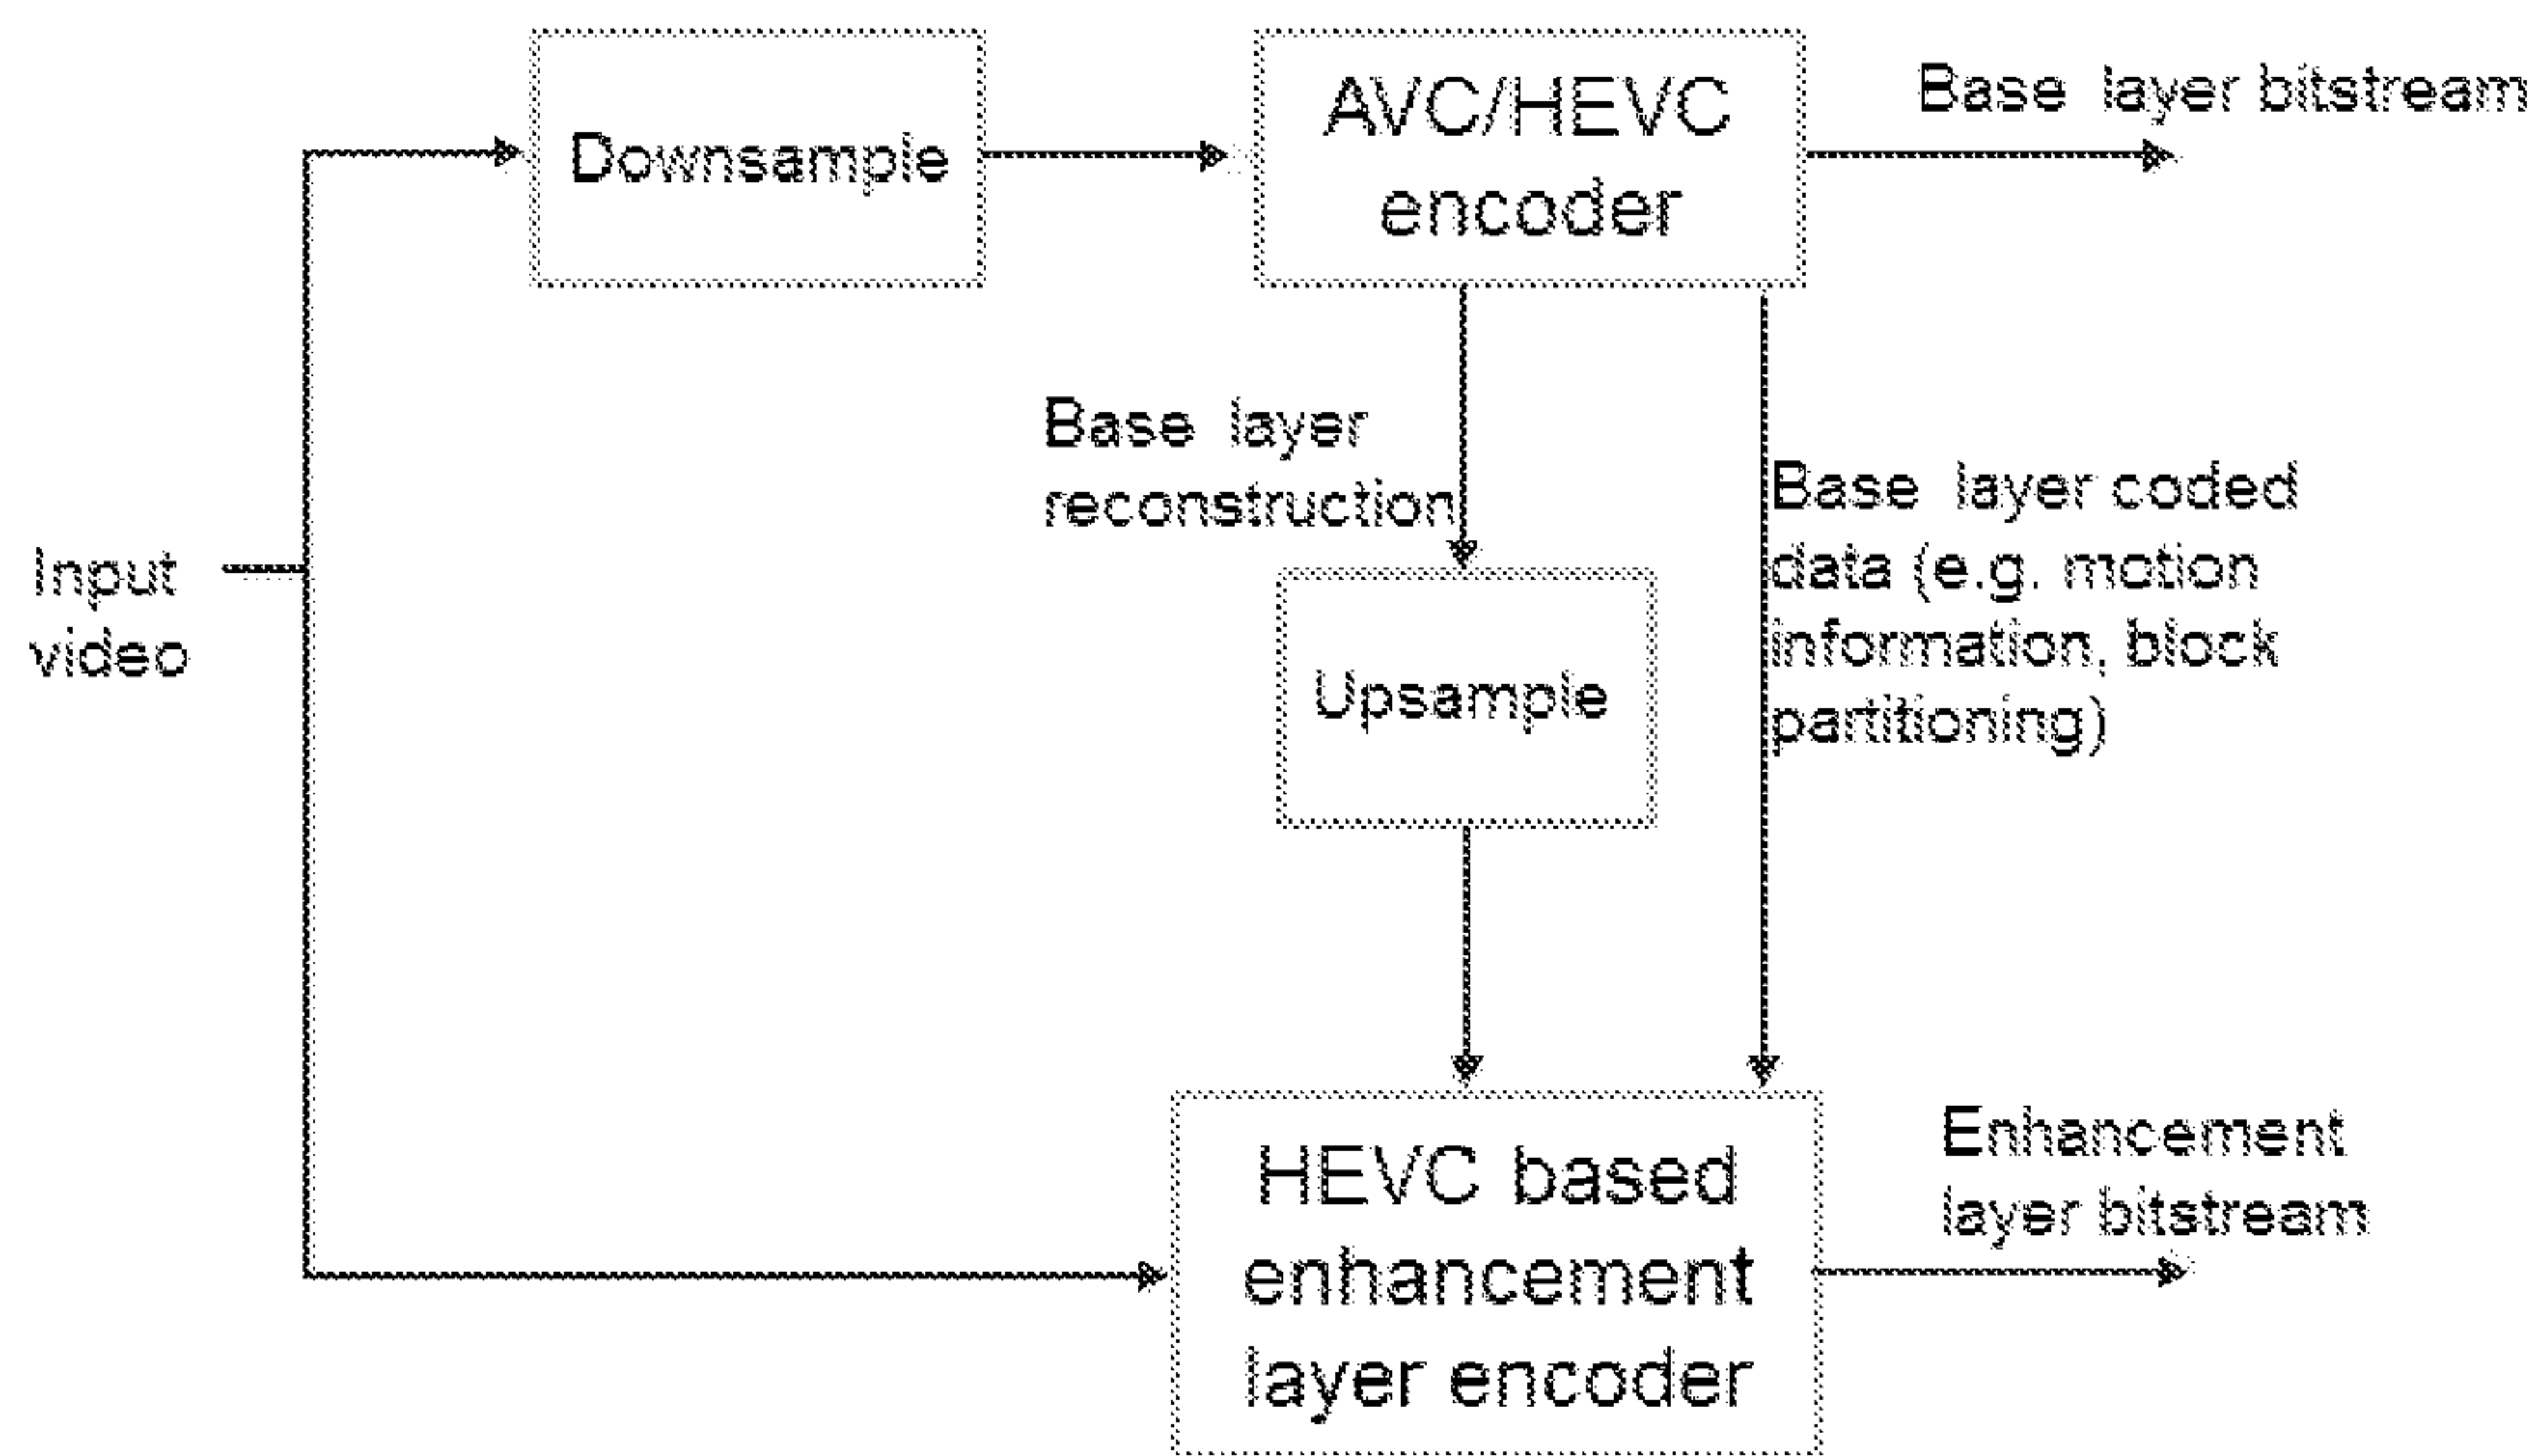 Downsample
AVC/HEVC
encoder
Base layer bitstream
Base layer
reconstruction
Base layer coded
data (e.g. motion
information, block
partitioning)
Input
video
Upsample
HEVC based
enhancement
layer encoder
Enhancement
layer bitstream